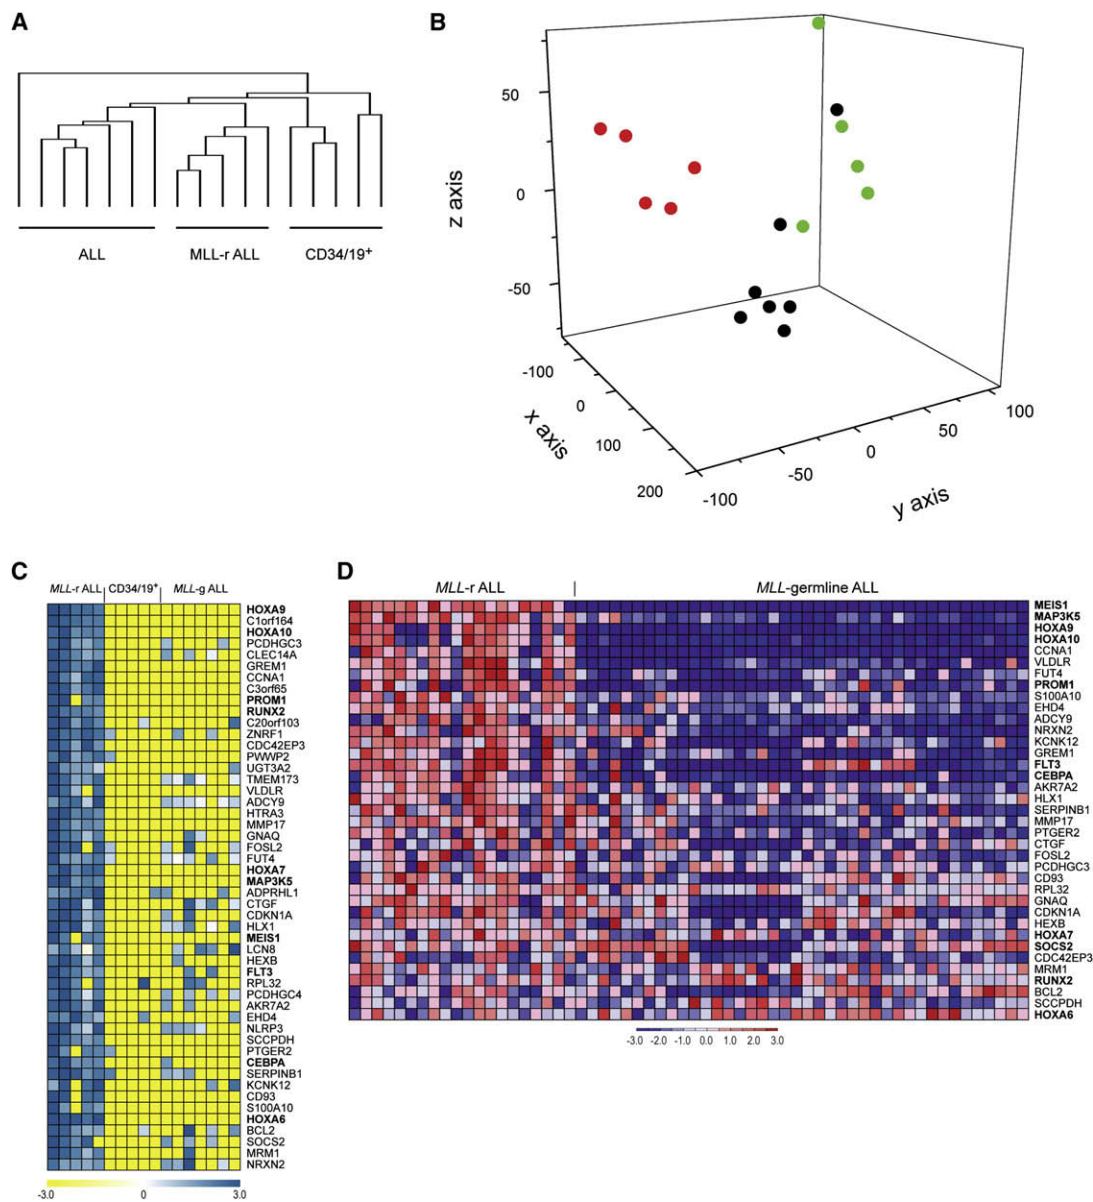 A
ALL
MLL-r ALL
CD34/19+
B
50
0
-50
z axis
-100
0
100
200
x axis
-100
-50
0
50
100
y axis
C
MLL-r ALL
CD34/19+
MLL-g ALL
HOXA9
C1orf164
HOXA10
PCDHGC3
CLEC14A
GREM1
CCNA1
C3orf65
PROM1
RUNX2
C20orf103
ZNRF1
CDC42EP3
PWWP2
UGT3A2
TMEM173
VLDLR
ADCY9
HTRA3
MMP17
GNAQ
FOSL2
FUT4
HOXA7
MAP3K5
ADPRHL1
CTGF
CDKN1A
HLX1
MEIS1
LCN8
HEXB
FLT3
RPL32
PCDHGC4
AKR7A2
EHD4
NLRP3
SCCPDH
PTGER2
CEBPA
SERPINB1
KCNK12
CD93
S100A10
HOXA6
BCL2
SOCS2
MRM1
NRXN2
-3.0 0 3.0
D
MLL-r ALL
MLL-germline ALL
MEIS1
MAP3K5
HOXA9
HOXA10
CCNA1
VLDLR
FUT4
PROM1
S100A10
EHD4
ADCY9
NRXN2
KCNK12
GREM1
FLT3
CEBPA
AKR7A2
HLX1
SERPINB1
MMP17
PTGER2
CTGF
FOSL2
PCDHGC3
CD93
RPL32
GNAQ
CDKN1A
HEXB
HOXA7
SOCS2
CDC42EP3
MRM1
RUNX2
BCL2
SCCPDH
HOXA6
-3.0 -2.0 -1.0 0.0 1.0 2.0 3.0